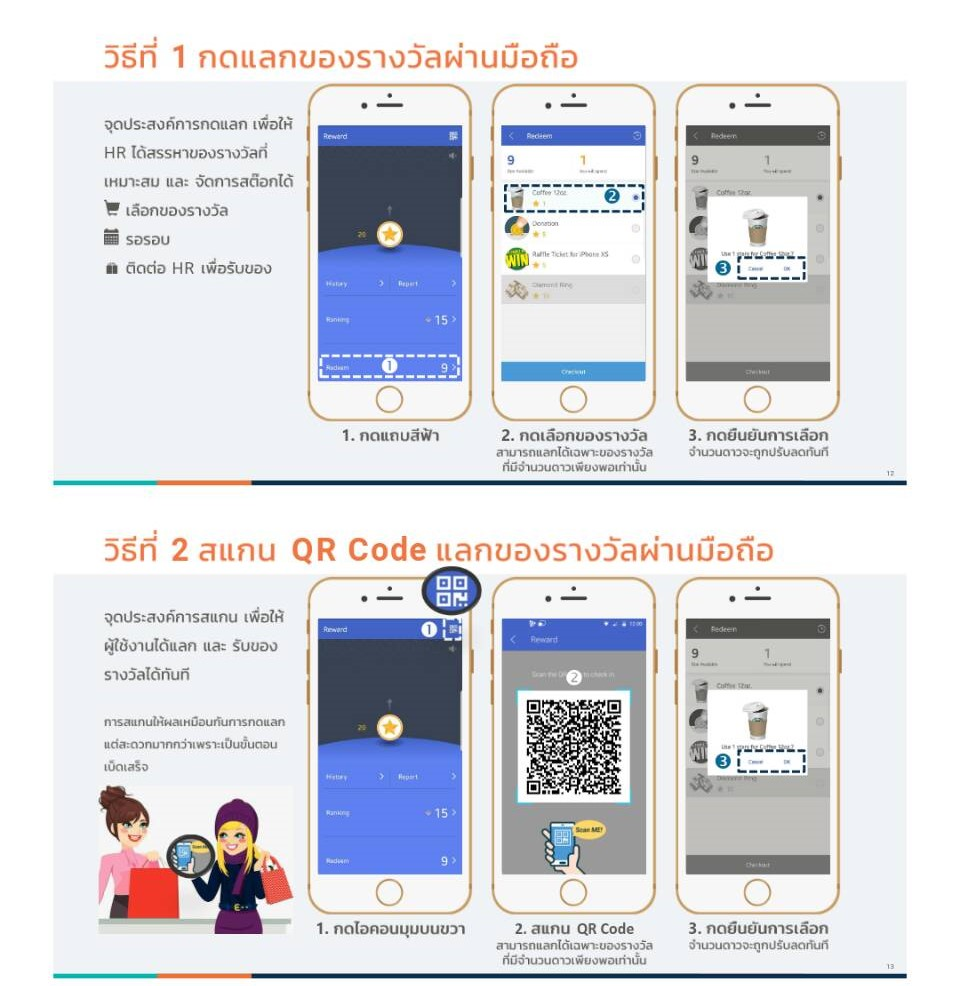 วิธีที่ 1 กดแลกของรางวัลผ่านมือถือ
จุดประสงค์การกดแลก เพื่อให้
HR ได้สรรหาของรางวัลที่
เหมาะสม และ จัดการสต๊อกได้
เลือกของรางวัล
รอรอบ
ติดต่อ HR เพื่อรับของ
Reward
20
History > Report >
Ranking 15 >
Redeem 1 9 >
1. กดแถบสีฟ้า
< Redeem
9 1
Coffee 12oz. 2
1
Donation
5
WIN Raffle Ticket for iPhone XS
5
Diamond Ring
Checkout
2. กดเลือกของรางวัล
สามารถแลกได้เฉพาะของรางวัล
ที่มีจำนวนดาวเพียงพอเท่านั้น
< Redeem
9 1
Coffee 12oz.
Use 1 stars for Coffee 12oz.?
3 Cancel OK
Diamond Ring
Checkout
3. กดยืนยันการเลือก
จำนวนดาวจะถูกปรับลดทันที
12
วิธีที่ 2 สแกน QR Code แลกของรางวัลผ่านมือถือ
จุดประสงค์การสแกน เพื่อให้
ผู้ใช้งานได้แลก และ รับของ
รางวัลได้ทันที
การสแกนให้ผลเหมือนกันการกดแลก
แต่สะดวกมากกว่าเพราะเป็นขั้นตอน
เบ็ดเสร็จ
Scan ME!
Reward 1
20
History > Report >
Ranking 15 >
Redeem 9 >
1. กดไอคอนมุมบนขวา
12:00
< Reward
Scan the QR 2 to check in
Scan ME!
2. สแกน QR Code
สามารถแลกได้เฉพาะของรางวัล
ที่มีจำนวนดาวเพียงพอเท่านั้น
< Redeem
9 1
Coffee 12oz.
Use 1 stars for Coffee 12oz.?
3 Cancel OK
Diamond Ring
Checkout
3. กดยืนยันการเลือก
จำนวนดาวจะถูกปรับลดทันที
13